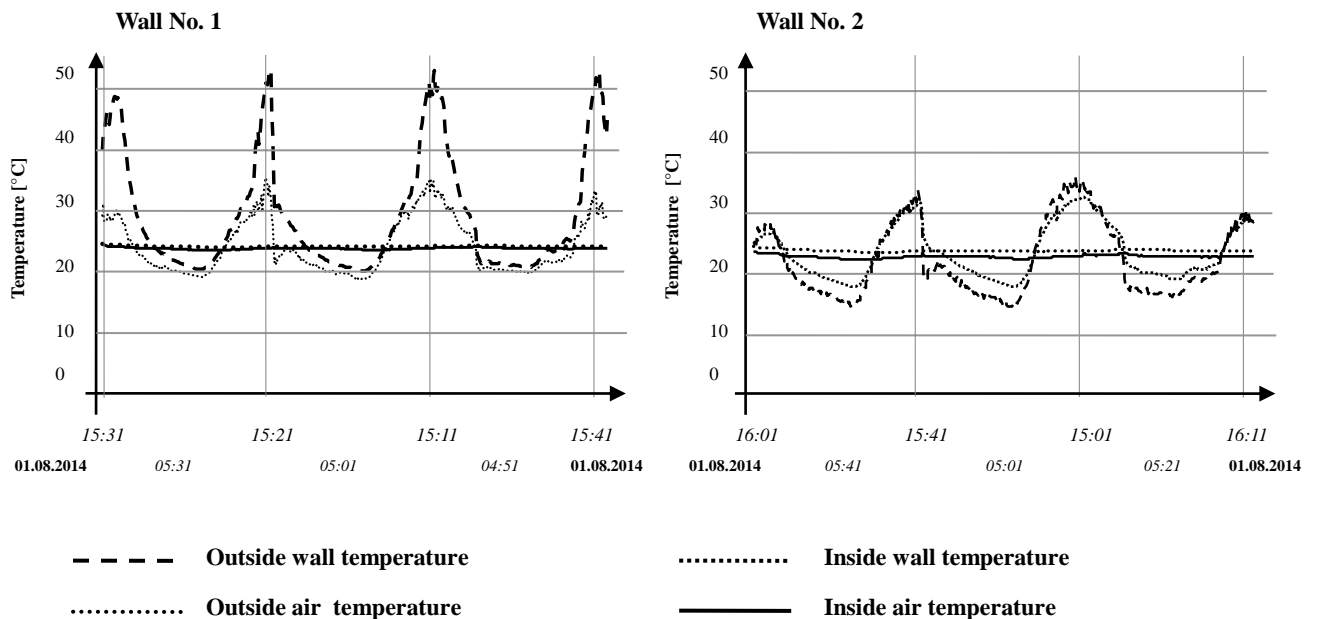 Wall No. 1
50
40
30
20
10
0
Temperature [°C]
15:31 15:21 15:11 15:41
01.08.2014 05:31 05:01 04:51 01.08.2014
Wall No. 2
50
40
30
20
10
0
Temperature [°C]
16:01 15:41 15:01 16:11
01.08.2014 05:41 05:01 05:21 01.08.2014
Outside wall temperature
Inside wall temperature
Outside air temperature
Inside air temperature